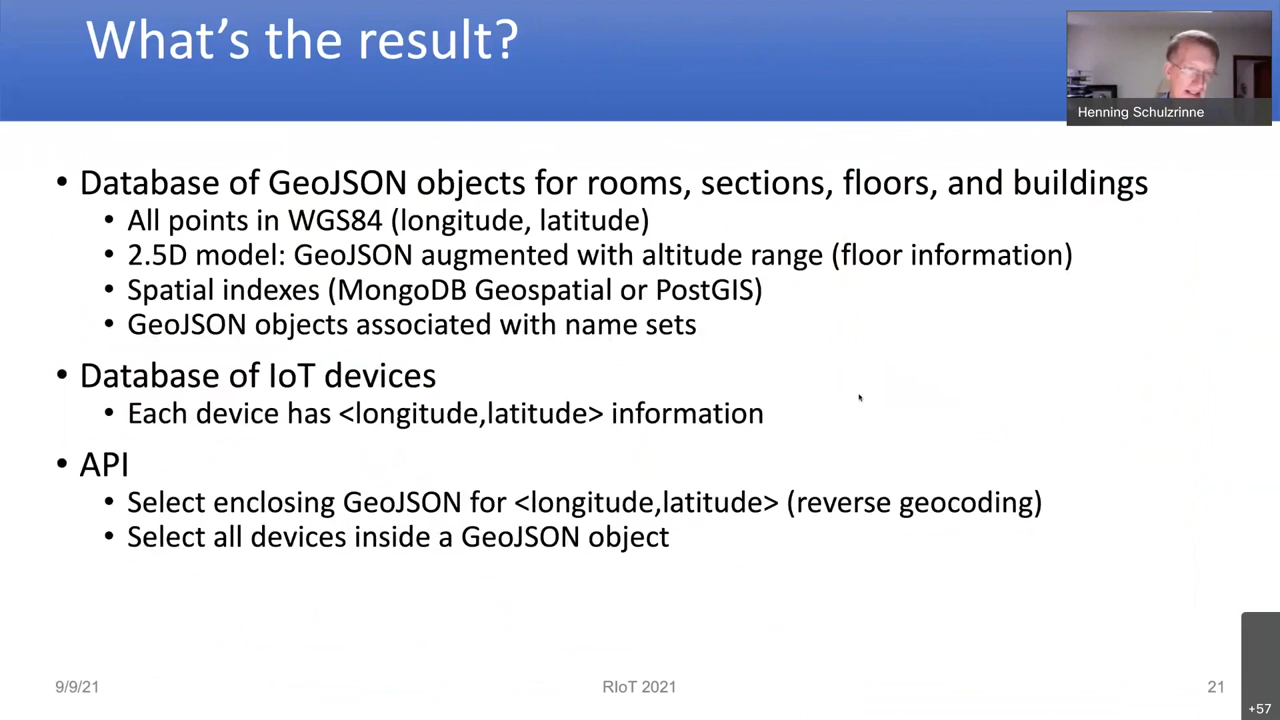 What's the result?
Henning Schulzrinne
• Database of GeoJSON objects for rooms, sections, floors, and buildings
• All points in WGS84 (longitude, latitude)
• 2.5D model: GeoJSON augmented with altitude range (floor information)
• Spatial indexes (MongoDB Geospatial or PostGIS)
• GeoJSON objects associated with name sets
• Database of IoT devices
• Each device has <longitude,latitude> information
• API
• Select enclosing GeoJSON for <longitude,latitude> (reverse geocoding)
• Select all devices inside a GeoJSON object
9/9/21
RIoT 2021
21
+57